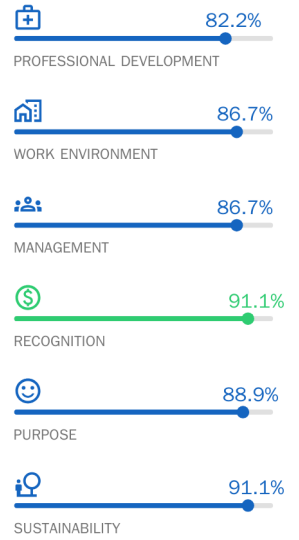 82.2%
PROFESSIONAL DEVELOPMENT
86.7%
WORK ENVIRONMENT
86.7%
MANAGEMENT
$
91.1%
RECOGNITION
88.9%
PURPOSE
91.1%
SUSTAINABILITY